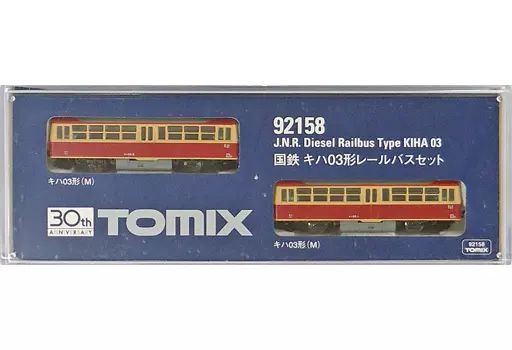 92158
J.N.R. Diesel Railbus Type KIHA 03
国鉄 キハ03形レールバスセット
キハ03形(M)
30th
ANNIVERSARY
TOMIX
キハ03形(M)
92158
TOMIX